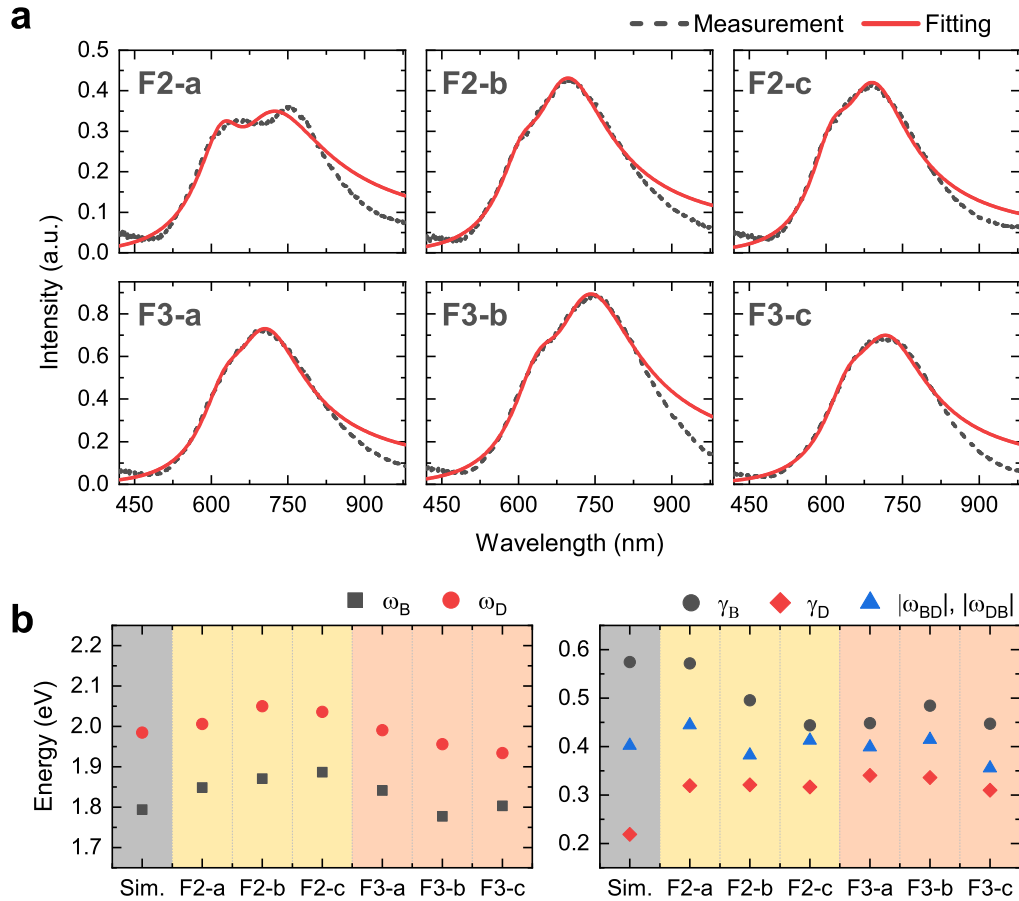 a
Measurement Fitting
F2-a F2-b F2-c
0.5
0.4
0.3
0.2
0.1
0.0
F3-a F3-b F3-c
0.8
0.6
0.4
0.2
0.0
Intensity (a.u.)
450 600 750 900 450 600 750 900 450 600 750 900
Wavelength (nm)
b
ω_B ω_D
2.2
2.1
2.0
1.9
1.8
1.7
Energy (eV)
Sim. F2-a F2-b F2-c F3-a F3-b F3-c
γ_B γ_D |ω_BD|, |ω_DB|
0.6
0.5
0.4
0.3
0.2
Sim. F2-a F2-b F2-c F3-a F3-b F3-c